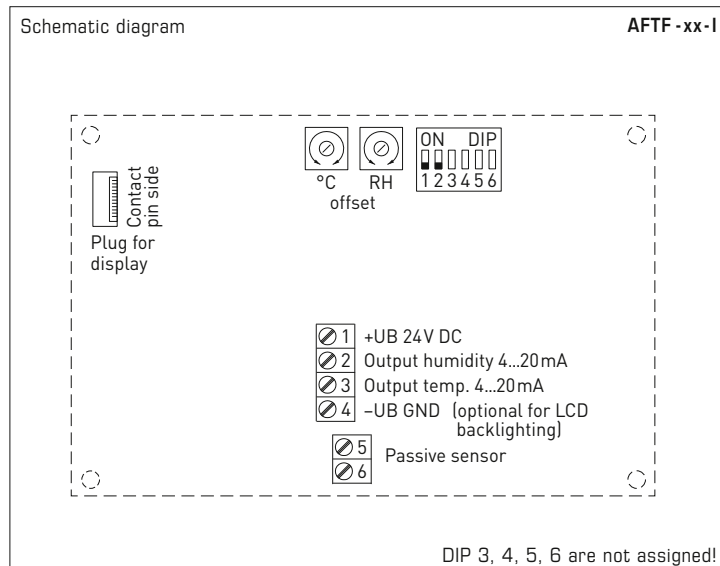 Schematic diagram
AFTF-xx-I
ON DIP
1 2 3 4 5 6
°C RH
offset
Contact
pin side
Plug for
display
1 +UB 24V DC
2 Output humidity 4...20mA
3 Output temp. 4...20mA
4 –UB GND (optional for LCD
backlighting)
5
Passive sensor
6
DIP 3, 4, 5, 6 are not assigned!